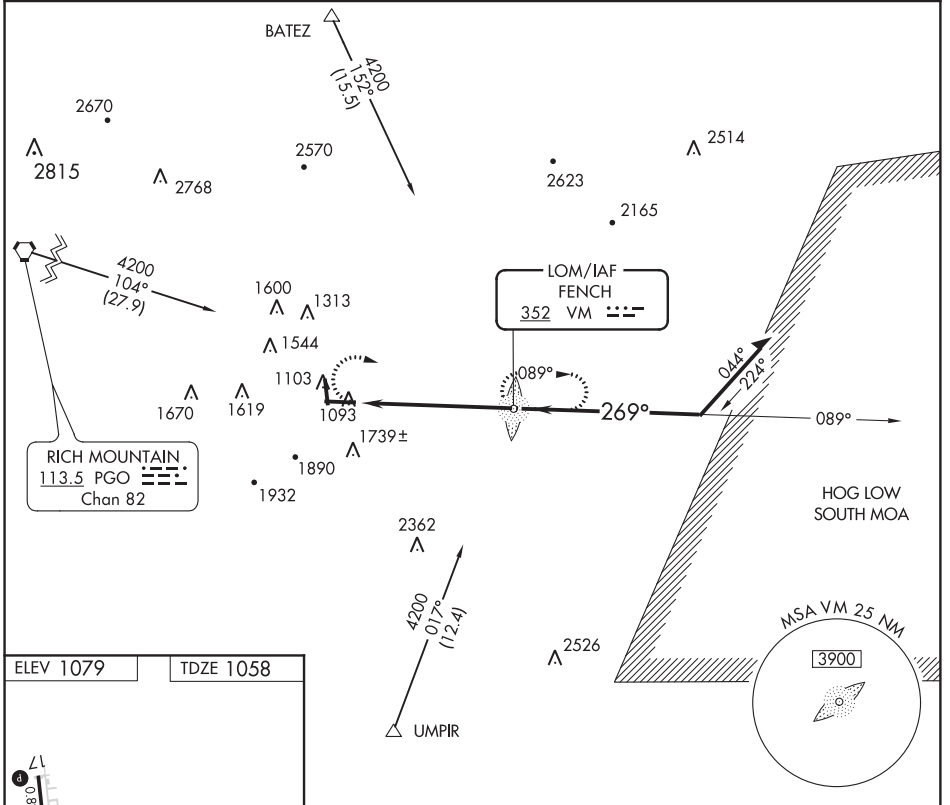 BATEZ
4200
152°
(15.5)
2670
2815
2768
2570
2623
2514
2165
4200
104°
(27.9)
LOM/IAF
FENCH
352 VM
1600
1313
1544
1103
1093
1670
1619
1739±
1890
1932
089°
269°
044°
224°
089°
RICH MOUNTAIN
113.5 PGO
Chan 82
HOG LOW
SOUTH MOA
2362
4200
017°
(12.4)
2526
UMPIR
MSA VM 25 NM
3900
ELEV 1079
TDZE 1058
17
P
0.8